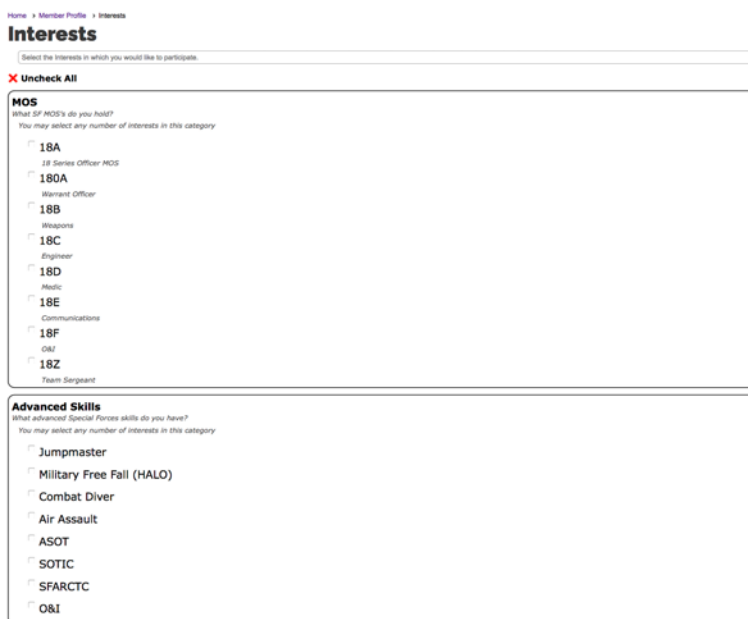 Home > Member Profile > Interests
Interests
Select the Interests in which you would like to participate.
Uncheck All
MOS
What SF MOS's do you hold?
You may select any number of interests in this category
18A
18 Series Officer MOS
180A
Warrant Officer
18B
Weapons
18C
Engineer
18D
Medic
18E
Communications
18F
O&I
18Z
Team Sergeant
Advanced Skills
What advanced Special Forces skills do you have?
You may select any number of interests in this category
Jumpmaster
Military Free Fall (HALO)
Combat Diver
Air Assault
ASOT
SOTIC
SFARCTC
O&I